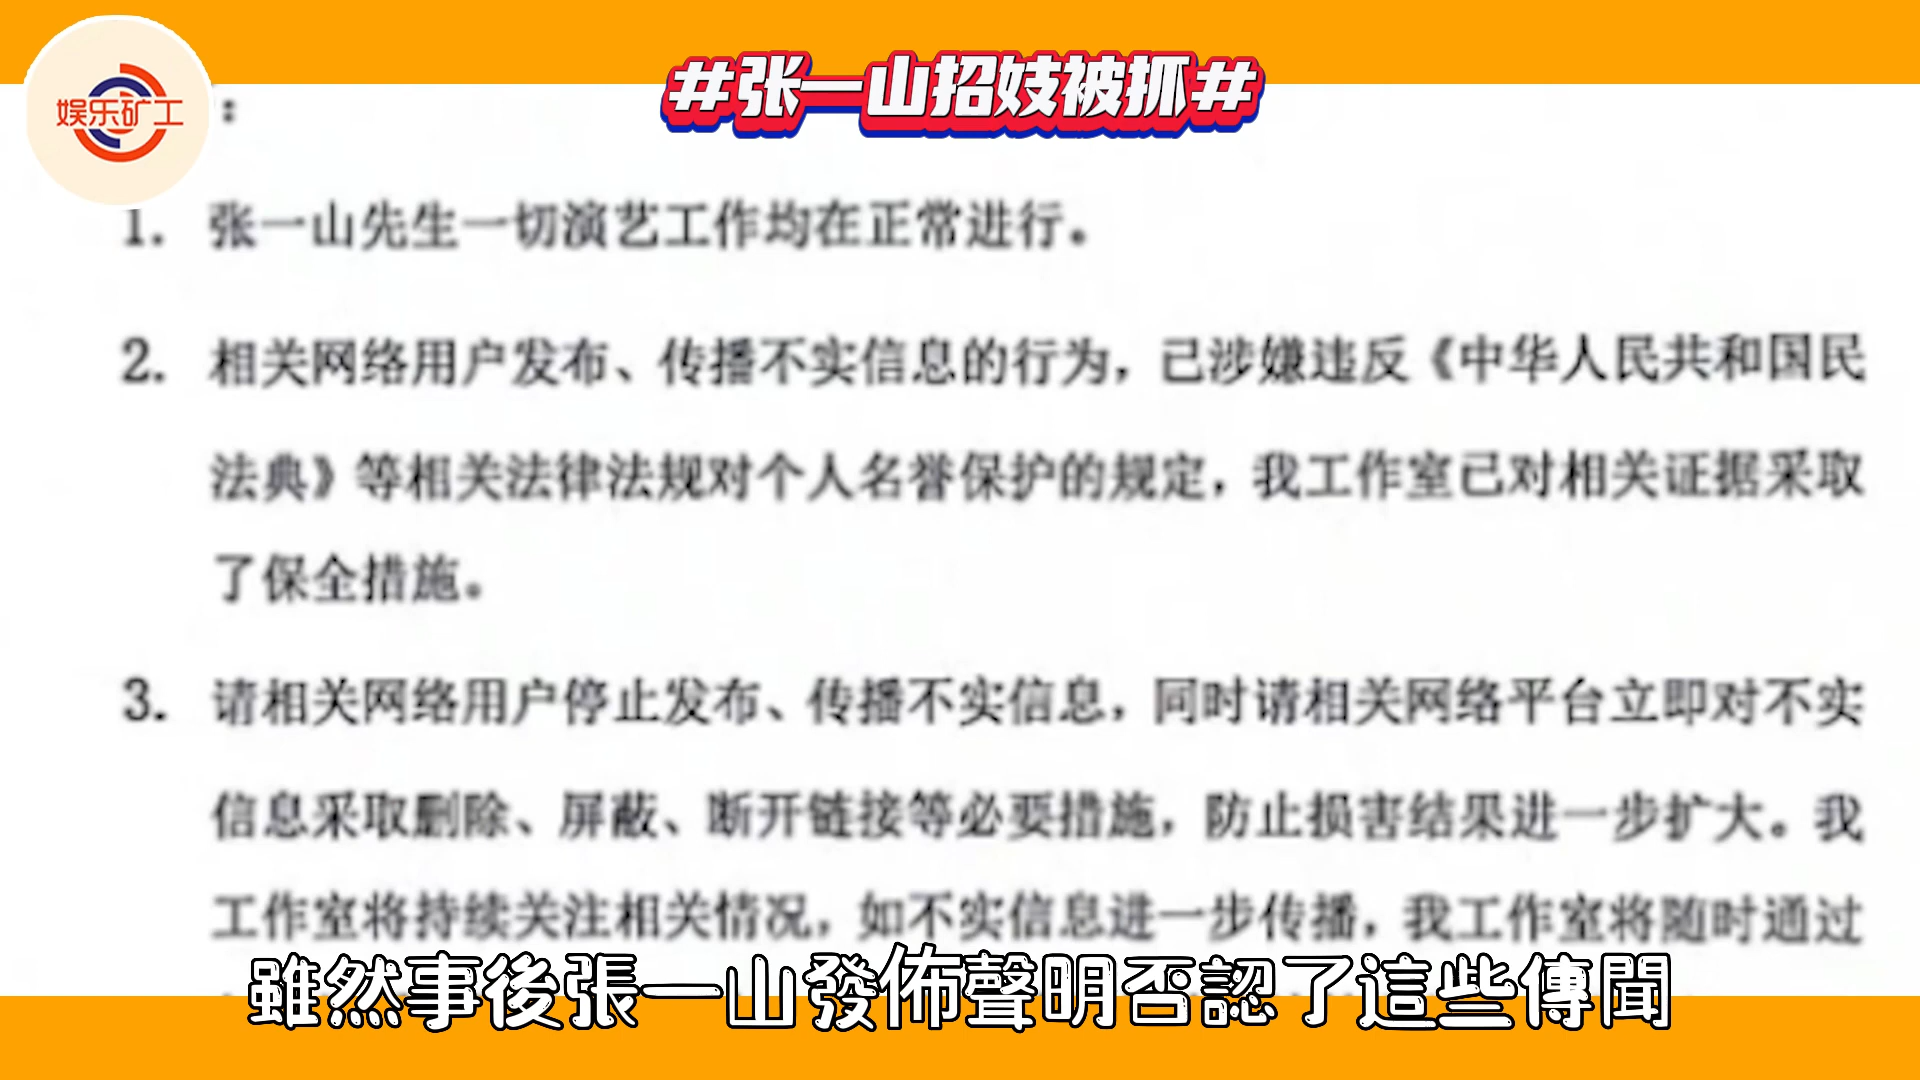 #张一山招妓被抓#
娱乐矿工
：
1. 张一山先生一切演艺工作均在正常进行。
2. 相关网络用户发布、传播不实信息的行为，已涉嫌违反《中华人民共和国民
法典》等相关法律法规对个人名誉保护的规定，我工作室已对相关证据采取
了保全措施。
3. 请相关网络用户停止发布、传播不实信息，同时请相关网络平台立即对不实
信息采取删除、屏蔽、断开链接等必要措施，防止损害结果进一步扩大。我
工作室将持续关注相关情况，如不实信息进一步传播，我工作室将随时通过
雖然事後張一山發佈聲明否認了這些傳聞